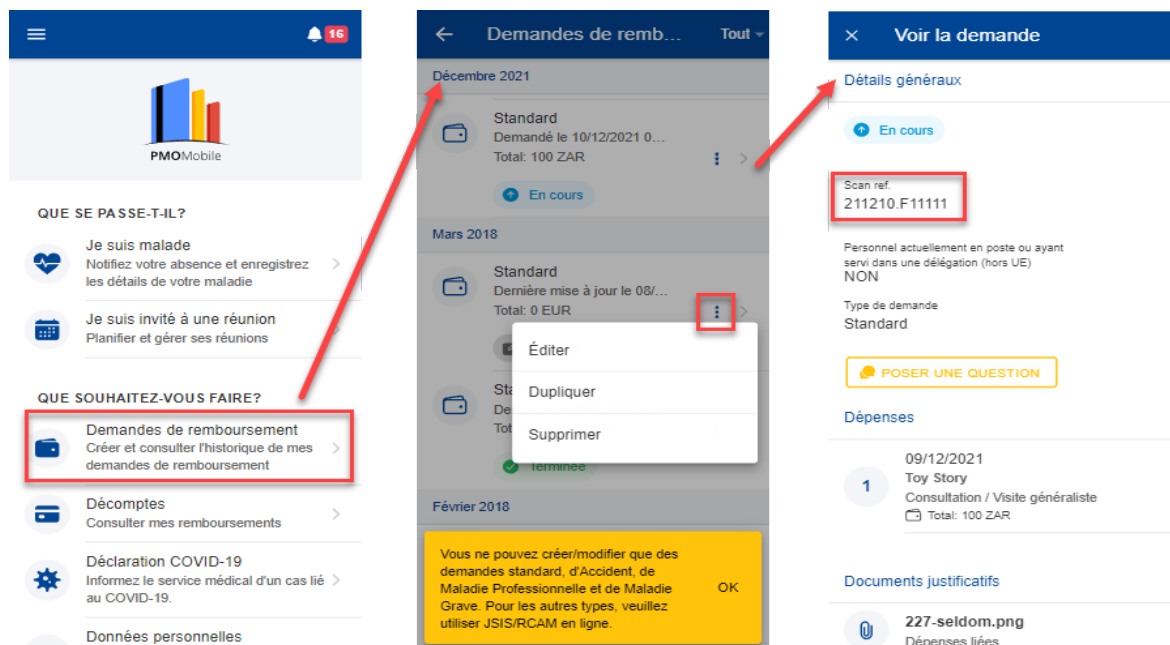 16
PMOMobile
QUE SE PASSE-T-IL?
Je suis malade
Notifiez votre absence et enregistrez
les détails de votre maladie
Je suis invité à une réunion
Planifier et gérer ses réunions
QUE SOUHAITEZ-VOUS FAIRE?
Demandes de remboursement
Créer et consulter l'historique de mes
demandes de remboursement
Décomptes
Consulter mes remboursements
Déclaration COVID-19
Informez le service médical d'un cas lié
au COVID-19.
Données personnelles
Demandes de remb... Tout
Décembre 2021
Standard
Demandé le 10/12/2021 0...
Total: 100 ZAR
En cours
Mars 2018
Standard
Dernière mise à jour le 08/...
Total: 0 EUR
Éditer
Dupliquer
Supprimer
Sta
De
Tot
Terminée
Février 2018
Vous ne pouvez créer/modifier que des
demandes standard, d'Accident, de
Maladie Professionnelle et de Maladie
Grave. Pour les autres types, veuillez
utiliser JSIS/RCAM en ligne.
OK
Voir la demande
Détails généraux
En cours
Scan ref.
211210.F11111
Personnel actuellement en poste ou ayant
servi dans une délégation (hors UE)
NON
Type de demande
Standard
POSER UNE QUESTION
Dépenses
1
09/12/2021
Toy Story
Consultation / Visite généraliste
Total: 100 ZAR
Documents justificatifs
227-seldom.png
Dépenses liées